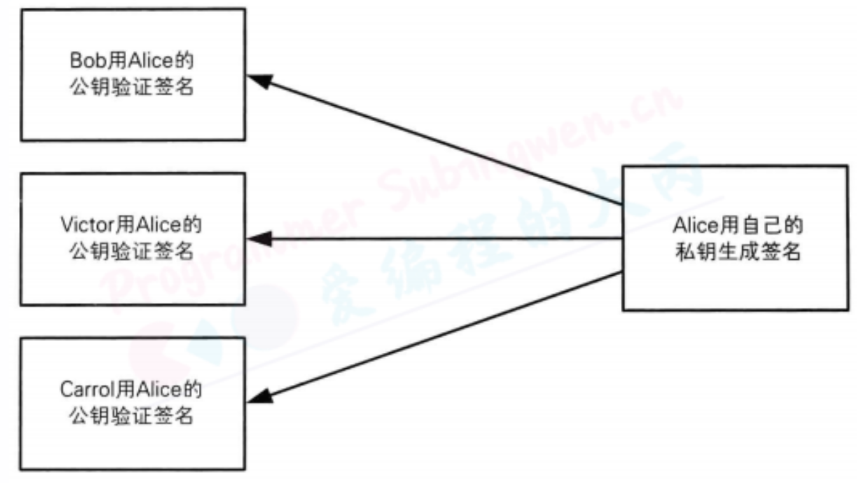 Bob用Alice的
公钥验证签名
Victor用Alice的
公钥验证签名
Carrol用Alice的
公钥验证签名
Alice用自己的
私钥生成签名
Programmer Subingwen.cn
爱编程的大丙